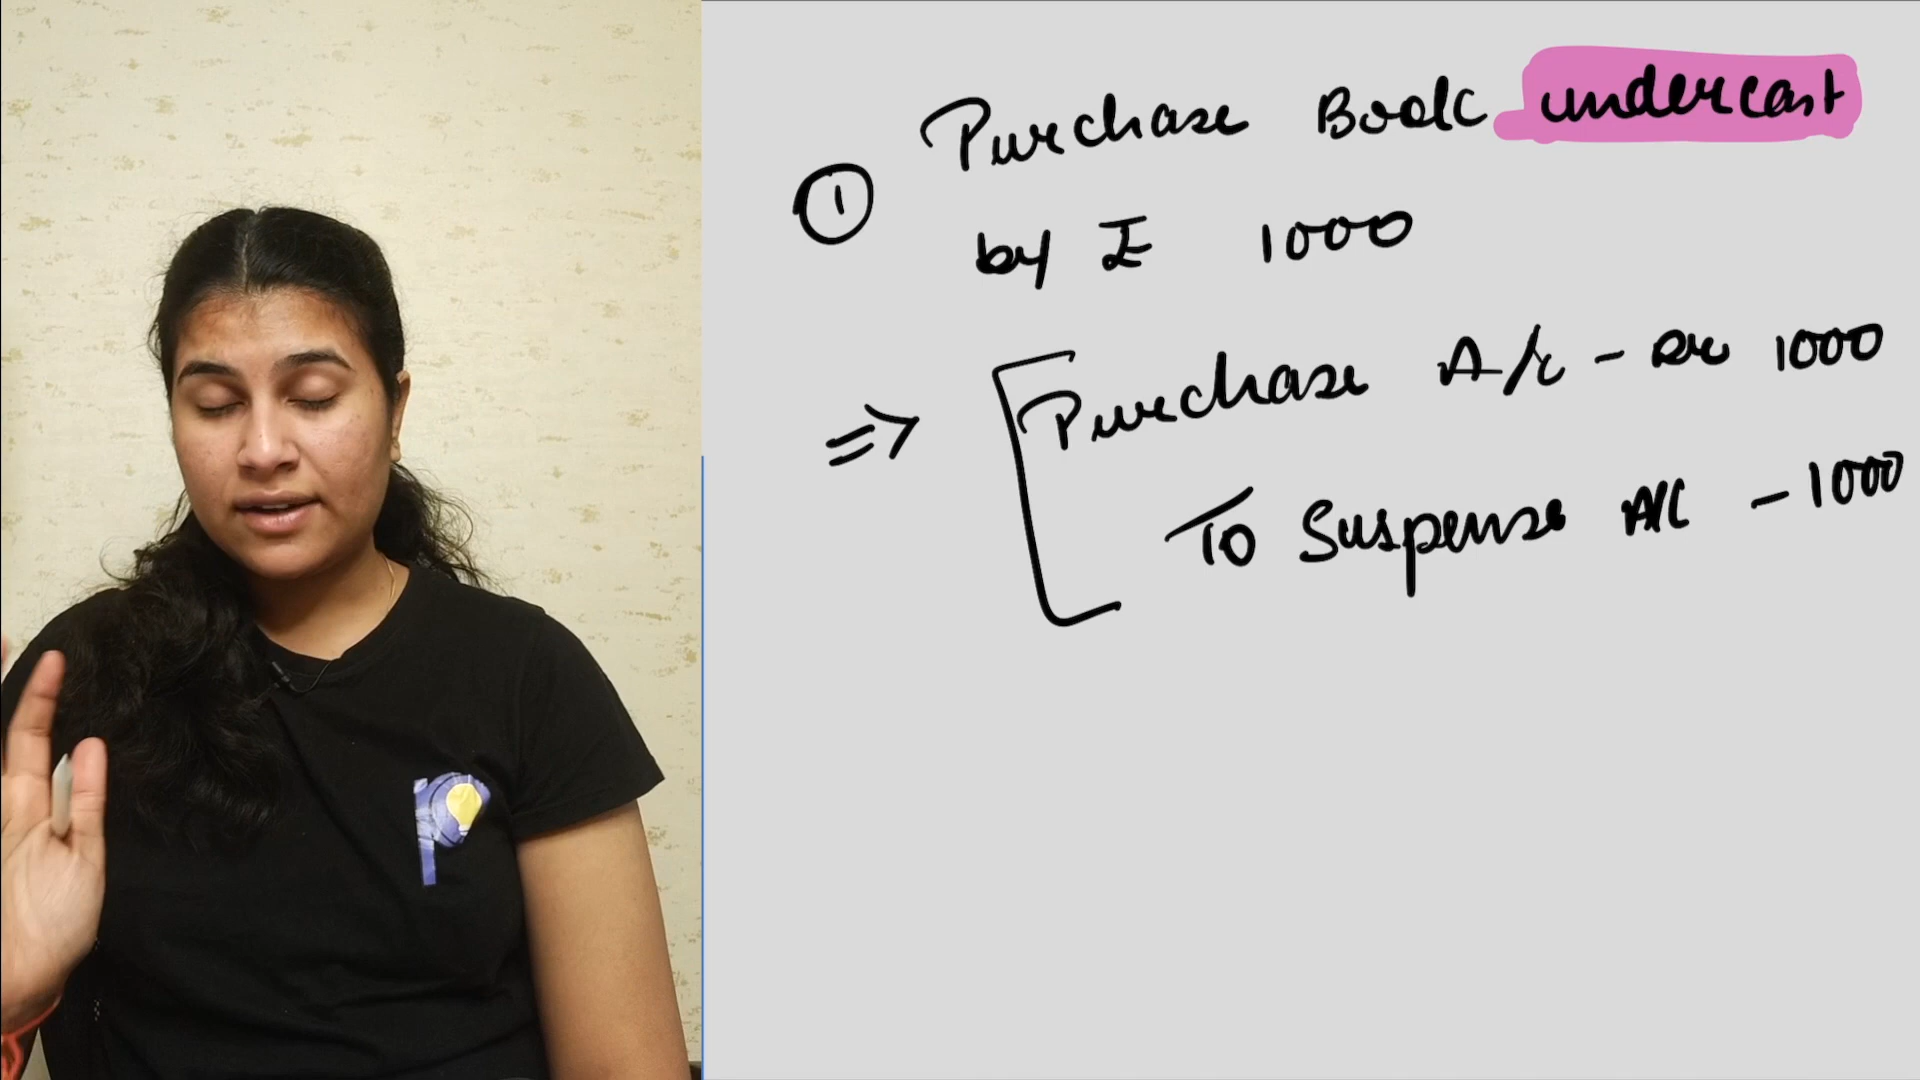 ① Purchase Book undercast
by ₹ 1000
⇒ Purchase A/c - Dr 1000
To Suspense A/C - 1000